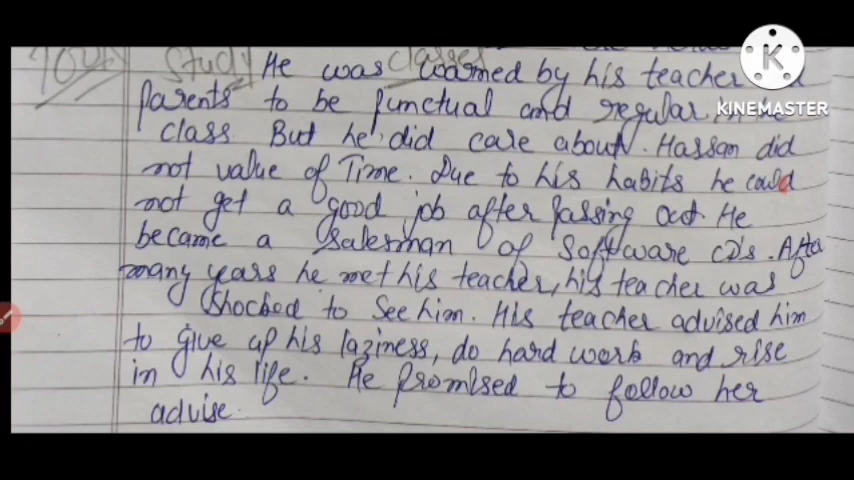 Study classes
He was warned by his teacher
parents to be punctual and regular in
class But he did care about. Hassan did
not value of Time. Due to his habits he could
not get a good job after passing out He
became a salesman of Software CD's. After
many years he met his teacher, his teacher was
Shocked to See him. His teacher advised him
to give up his laziness, do hard work and rise
in his life. He promised to follow her
advise.
K
KINEMASTER